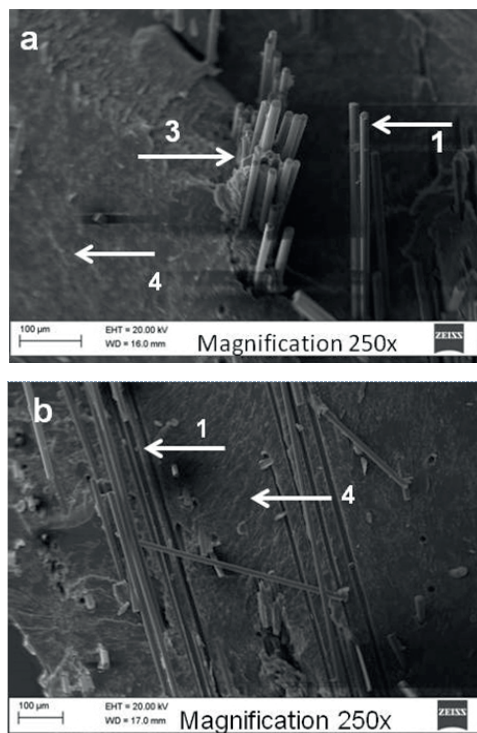 a
3
1
4
100 µm
EHT = 20.00 kV
WD = 16.0 mm
Magnification 250x
ZEISS
b
1
4
100 µm
EHT = 20.00 kV
WD = 17.0 mm
Magnification 250x
ZEISS